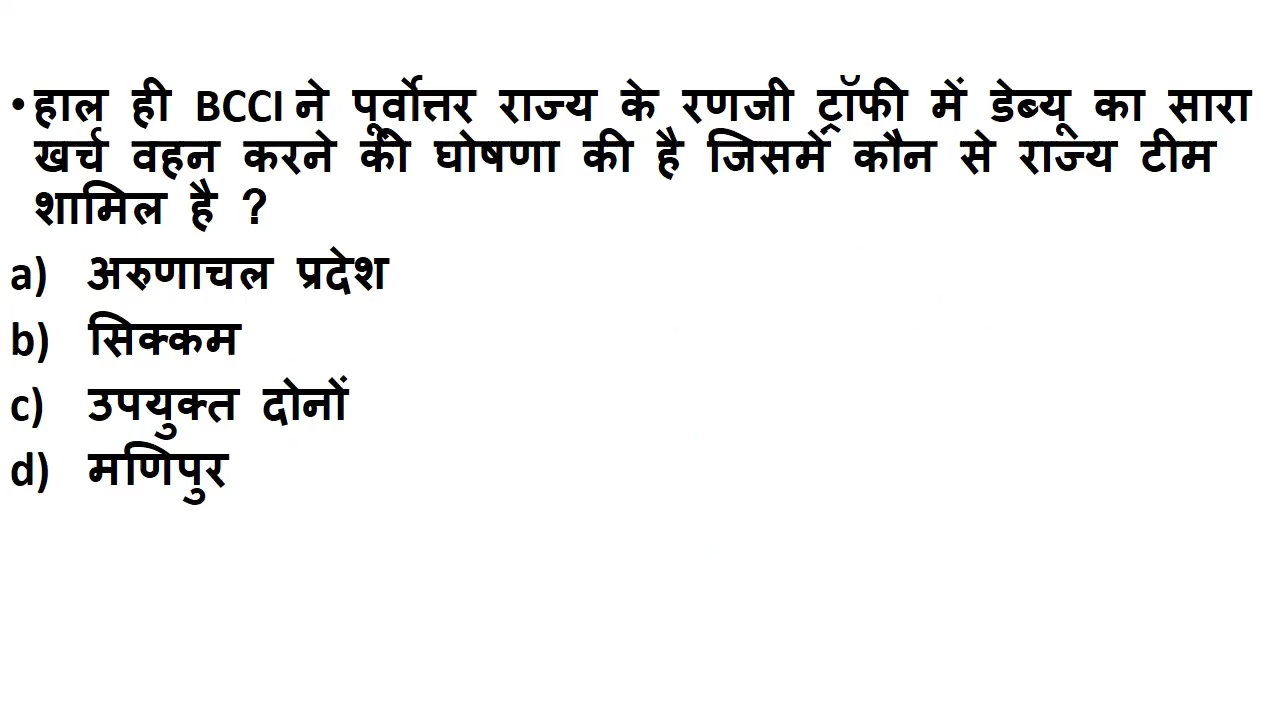 • हाल ही BCCI ने पूर्वोत्तर राज्य के रणजी ट्रॉफी में डेब्यू का सारा
खर्च वहन करने की घोषणा की है जिसमें कौन से राज्य टीम
शामिल है ?
a) अरुणाचल प्रदेश
b) सिक्कम
c) उपयुक्त दोनों
d) मणिपुर